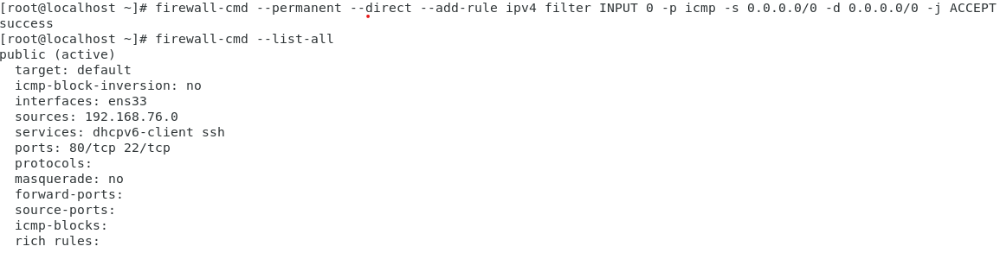 [root@localhost ~]# firewall-cmd --permanent --direct --add-rule ipv4 filter INPUT 0 -p icmp -s 0.0.0.0/0 -d 0.0.0.0/0 -j ACCEPT
success
[root@localhost ~]# firewall-cmd --list-all
public (active)
  target: default
  icmp-block-inversion: no
  interfaces: ens33
  sources: 192.168.76.0
  services: dhcpv6-client ssh
  ports: 80/tcp 22/tcp
  protocols:
  masquerade: no
  forward-ports:
  source-ports:
  icmp-blocks:
  rich rules: